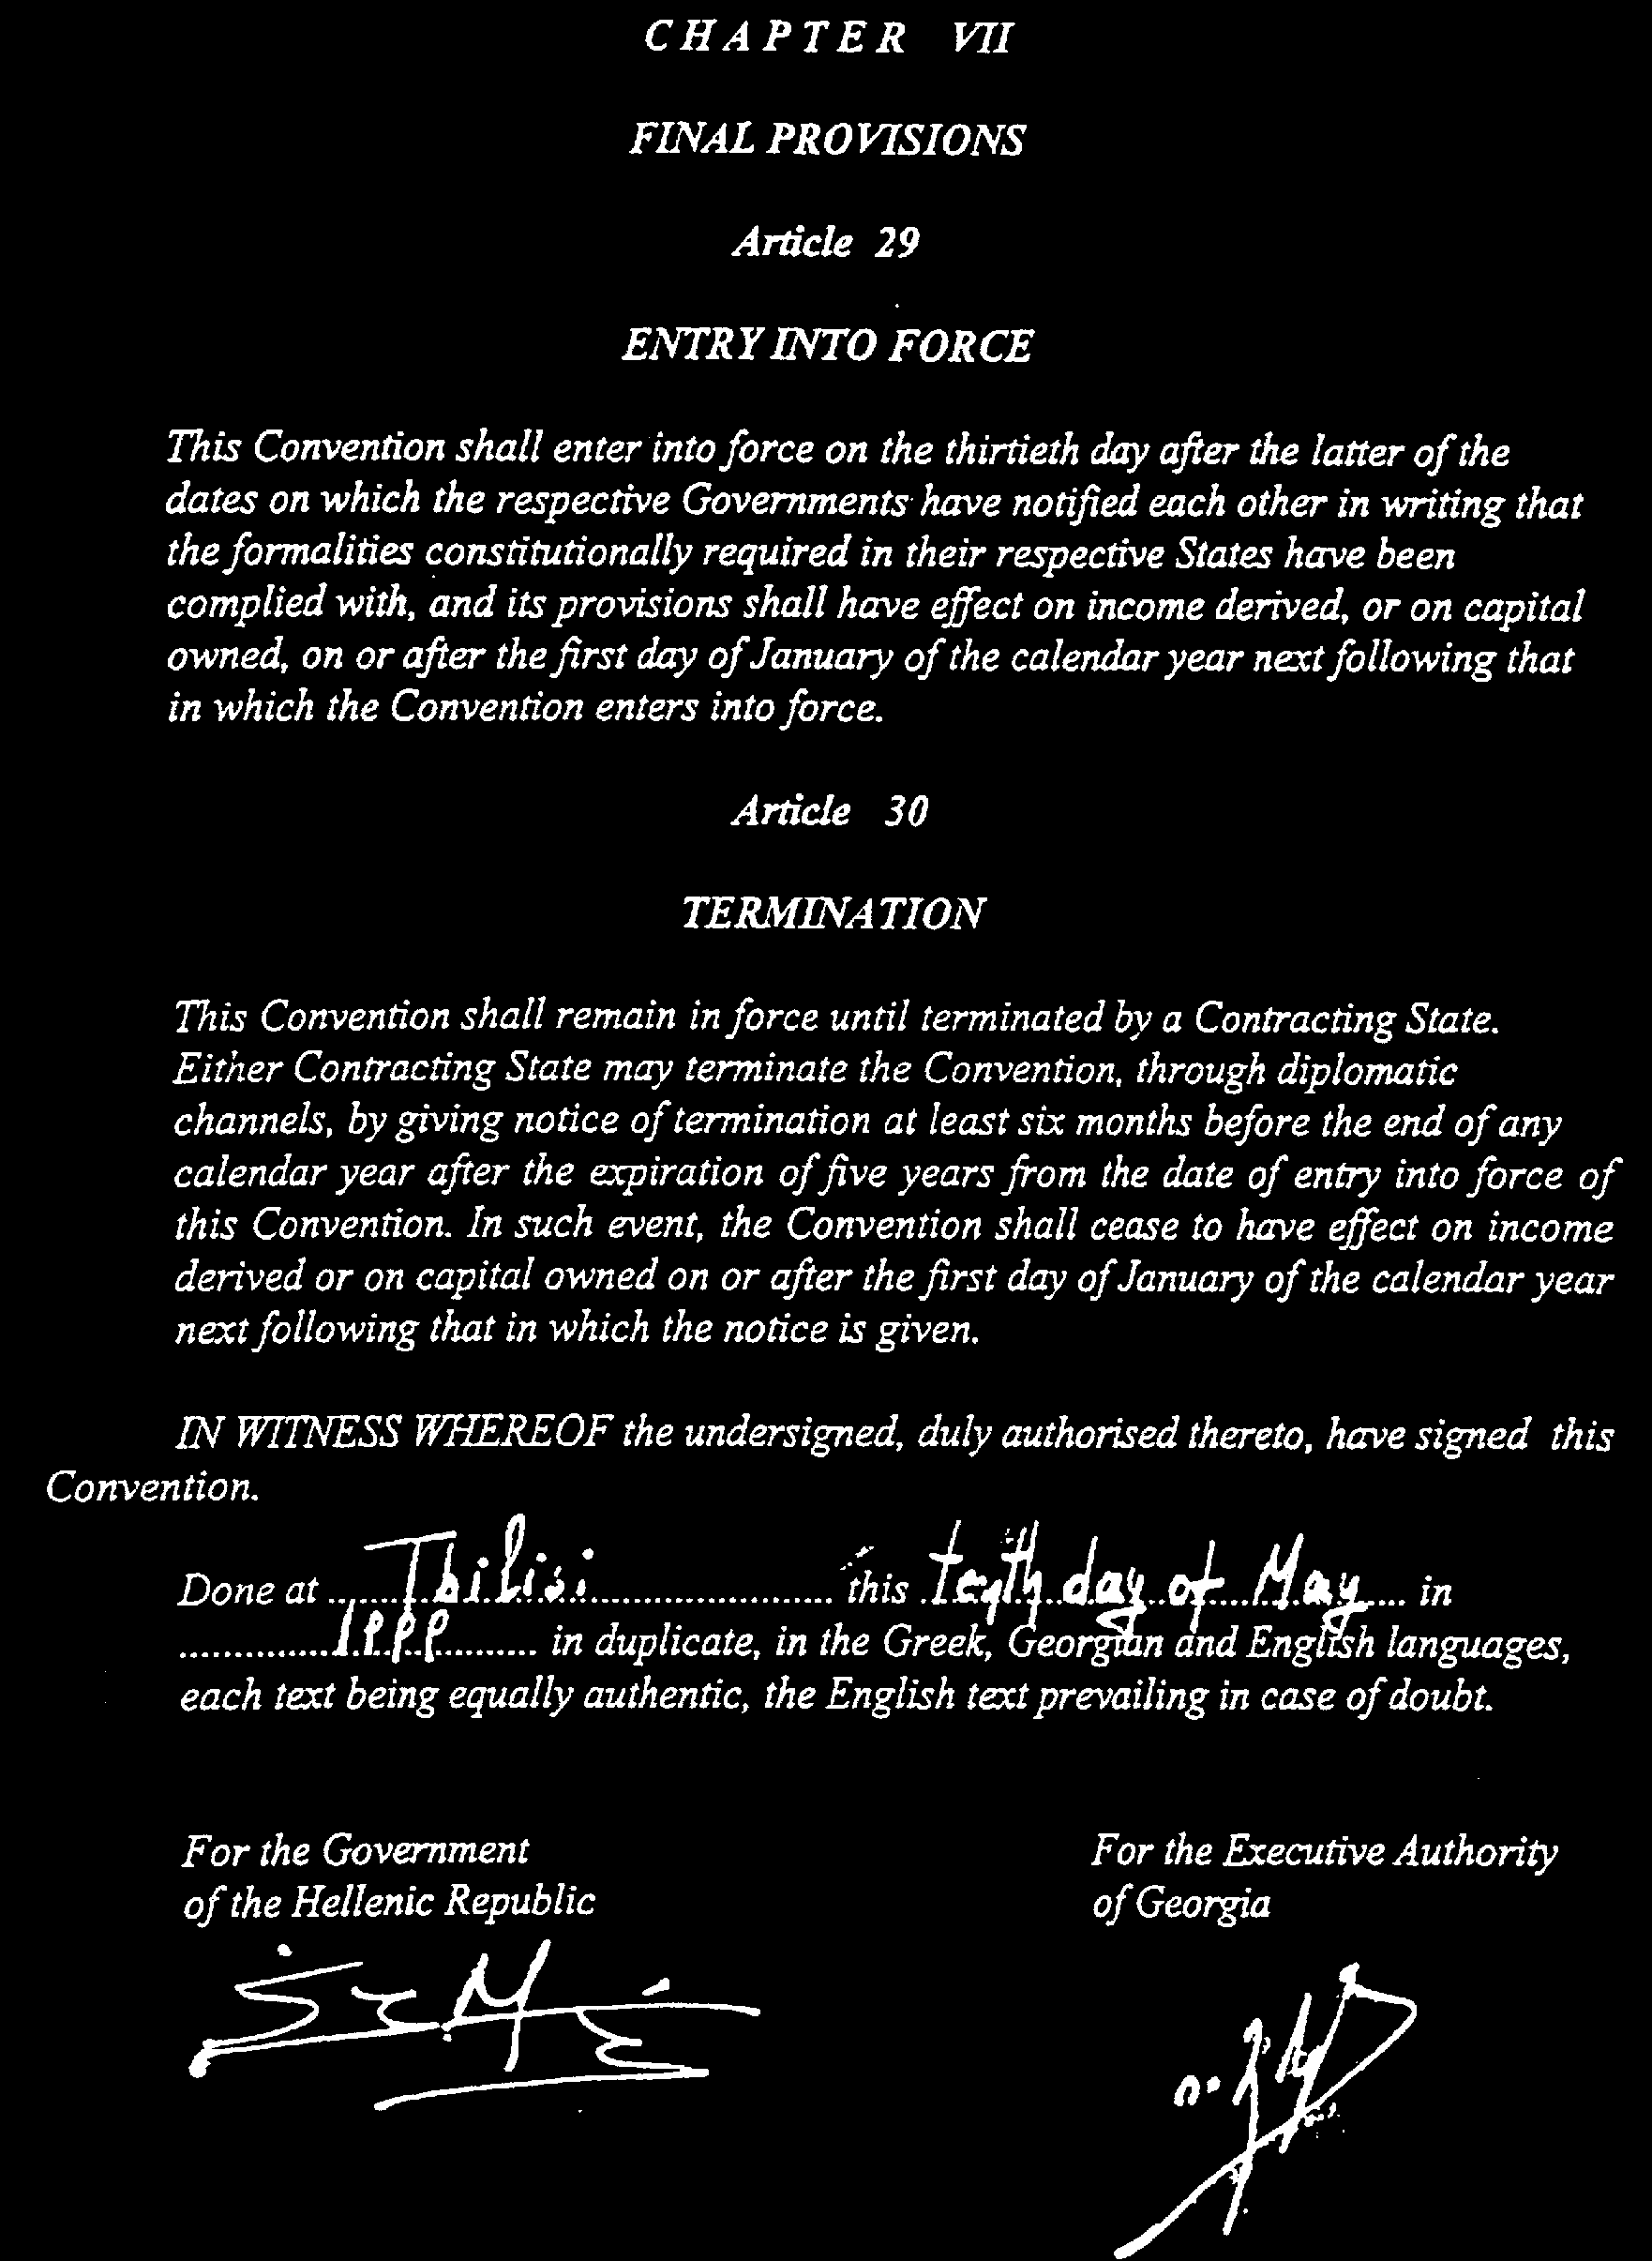 CHAPTER VII
FINAL PROVISIONS
Article 29
ENTRY INTO FORCE
This Convention shall enter into force on the thirtieth day after the latter of the
dates on which the respective Governments have notified each other in writing that
the formalities constitutionally required in their respective States have been
complied with, and its provisions shall have effect on income derived, or on capital
owned, on or after the first day of January of the calendar year next following that
in which the Convention enters into force.
Article 30
TERMINATION
This Convention shall remain in force until terminated by a Contracting State.
Either Contracting State may terminate the Convention, through diplomatic
channels, by giving notice of termination at least six months before the end of any
calendar year after the expiration of five years from the date of entry into force of
this Convention. In such event, the Convention shall cease to have effect on income
derived or on capital owned on or after the first day of January of the calendar year
next following that in which the notice is given.
IN WITNESS WHEREOF the undersigned, duly authorised thereto, have signed this
Convention.
Done at ......Tbilisi...................... this .tenth day of May.... in
..............1999......... in duplicate, in the Greek, Georgian and English languages,
each text being equally authentic, the English text prevailing in case of doubt.
For the Government
of the Hellenic Republic
For the Executive Authority
of Georgia